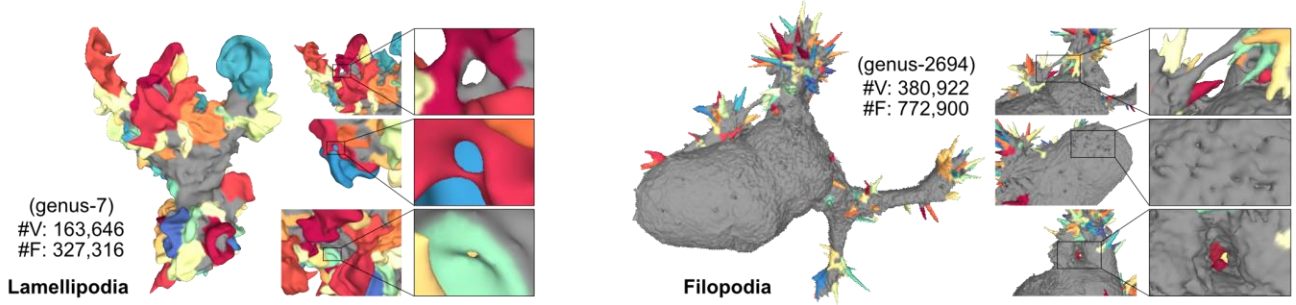 (genus-7)
#V: 163,646
#F: 327,316
Lamellipodia
(genus-2694)
#V: 380,922
#F: 772,900
Filopodia